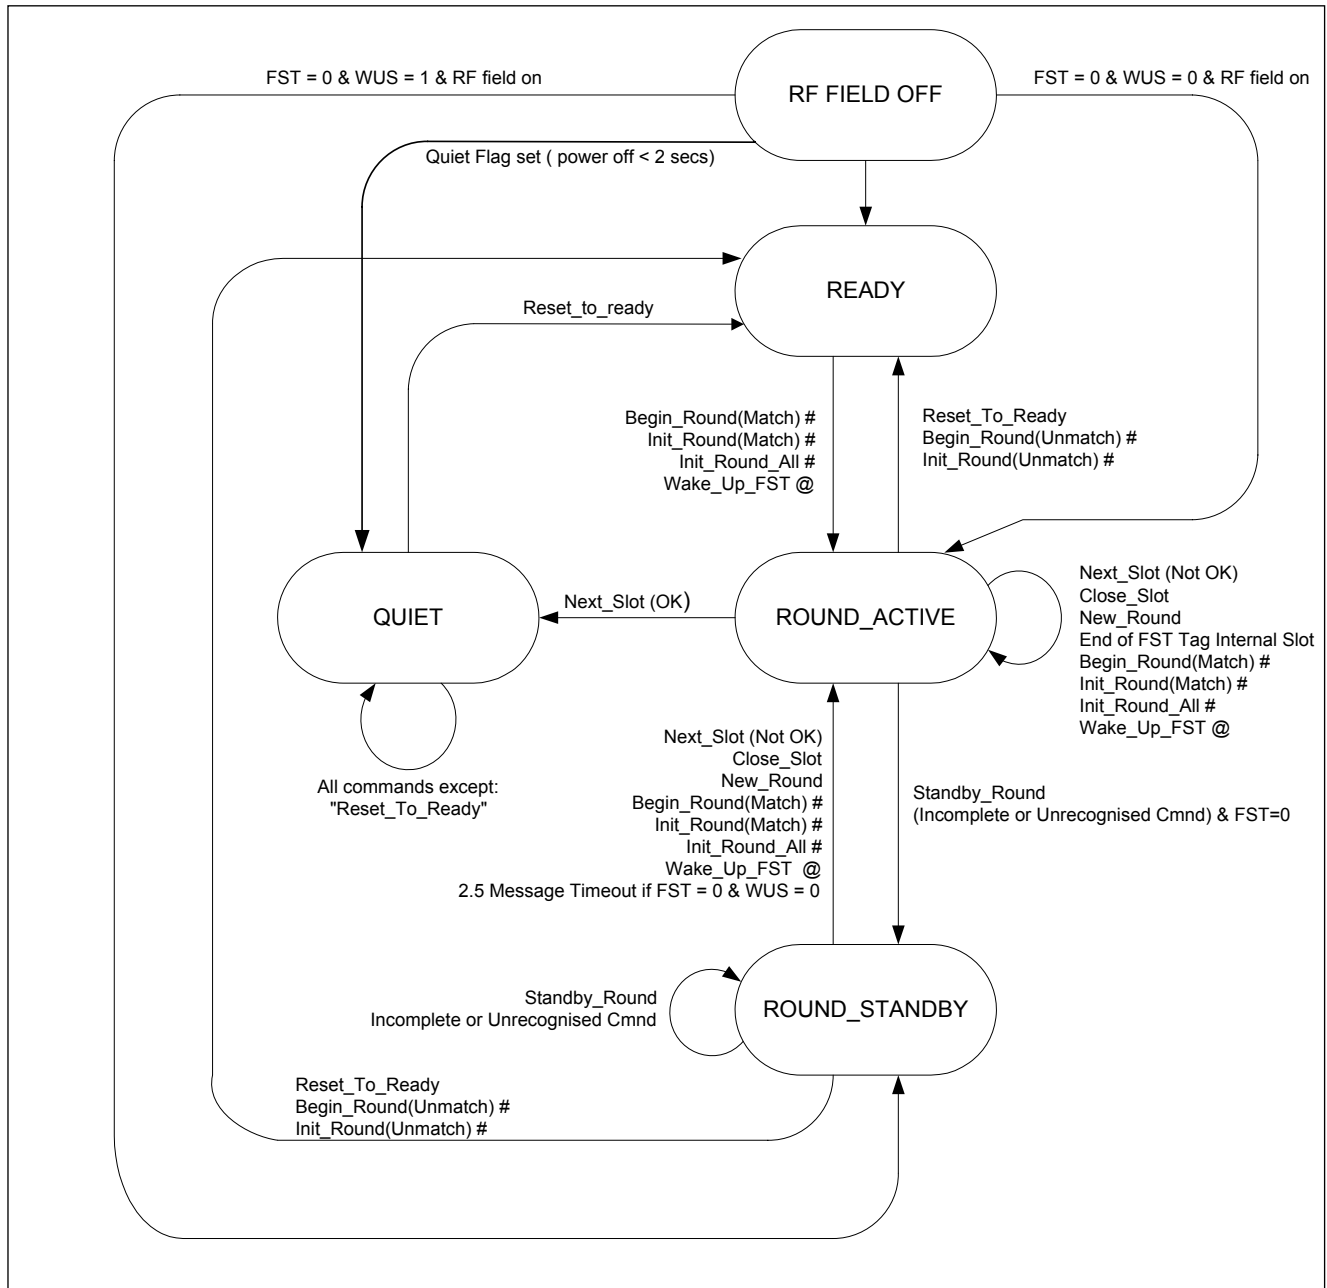 RF FIELD OFF
FST = 0 & WUS = 1 & RF field on
FST = 0 & WUS = 0 & RF field on
Quiet Flag set ( power off < 2 secs)
READY
Reset_to_ready
Begin_Round(Match) #
Init_Round(Match) #
Init_Round_All #
Wake_Up_FST @
Reset_To_Ready
Begin_Round(Unmatch) #
Init_Round(Unmatch) #
QUIET
Next_Slot (OK)
ROUND_ACTIVE
Next_Slot (Not OK)
Close_Slot
New_Round
End of FST Tag Internal Slot
Begin_Round(Match) #
Init_Round(Match) #
Init_Round_All #
Wake_Up_FST @
All commands except:
"Reset_To_Ready"
Next_Slot (Not OK)
Close_Slot
New_Round
Begin_Round(Match) #
Init_Round(Match) #
Init_Round_All #
Wake_Up_FST @
2.5 Message Timeout if FST = 0 & WUS = 0
Standby_Round
(Incomplete or Unrecognised Cmnd) & FST=0
Standby_Round
Incomplete or Unrecognised Cmnd
ROUND_STANDBY
Reset_To_Ready
Begin_Round(Unmatch) #
Init_Round(Unmatch) #